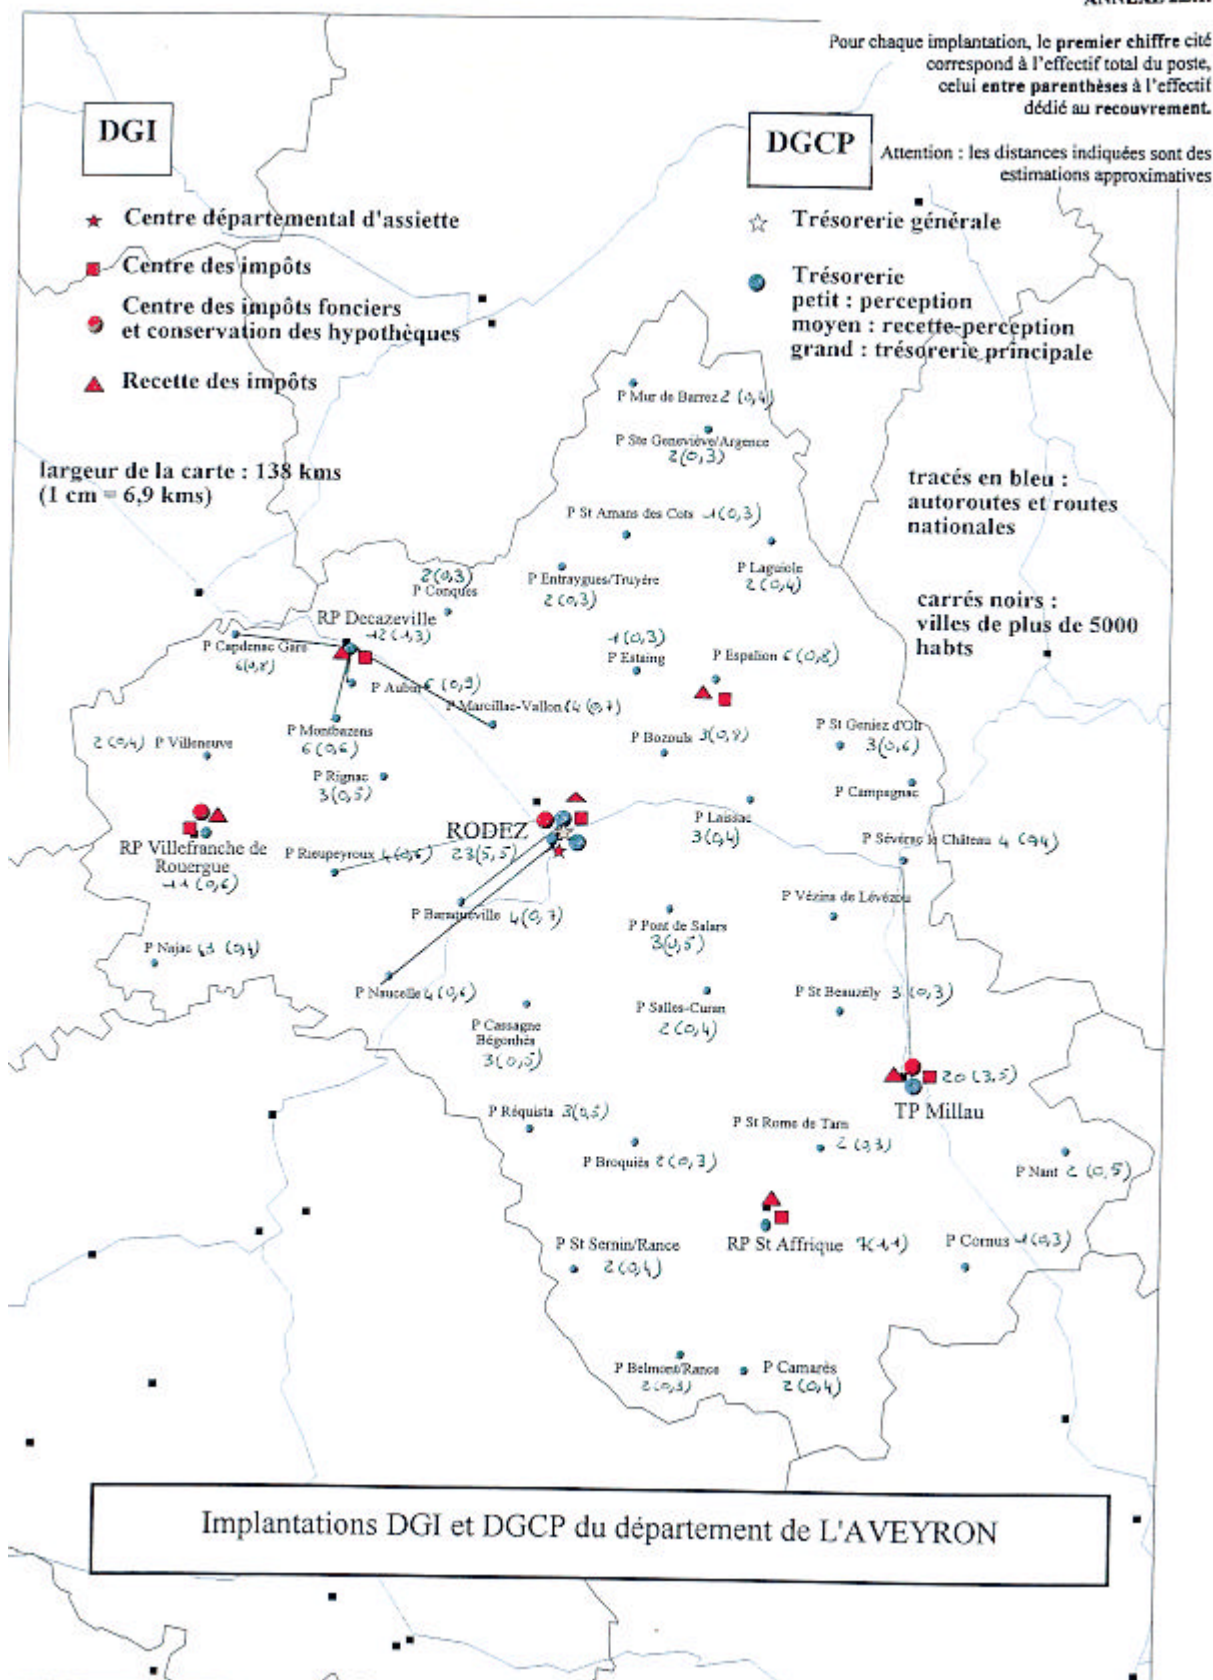 Pour chaque implantation, le premier chiffre cité
correspond à l'effectif total du poste,
celui entre parenthèses à l'effectif
dédié au recouvrement.
DGI
DGCP
Attention : les distances indiquées sont des
estimations approximatives
Centre départemental d'assiette
Centre des impôts
Centre des impôts fonciers
et conservation des hypothèques
Recette des impôts
Trésorerie générale
Trésorerie
petit : perception
moyen : recette-perception
grand : trésorerie principale
largeur de la carte : 138 kms
(1 cm = 6,9 kms)
tracés en bleu :
autoroutes et routes
nationales
carrés noirs :
villes de plus de 5000
habts
P Mur de Barrez 2 (0,4)
P Ste Geneviève/Argence
2(0,3)
P St Amans des Cots 1(0,3)
P Laguiole
2(0,4)
P Entraygues/Truyère
2(0,3)
2(0,3)
P Conques
RP Decazeville
12(1,3)
P Capdenac Gare
6(0,8)
P Aubin 6 (0,9)
P Marcillac-Vallon 4 (0,7)
1(0,3)
P Estaing
P Espalion 6(0,8)
P Montbazens
6(0,6)
2(0,4) P Villeneuve
P Rignac
3(0,5)
P Bozouls 3(0,8)
P St Geniez d'Olt
3(0,6)
P Campagnac
P Laissac
3(0,4)
RODEZ 23(5,5)
RP Villefranche de
Rouergue
11(0,6)
P Rieupeyroux 4(0,6)
P Sévérac le Château 4 (0,4)
P Vézins de Lévézou
P Baraqueville 4(0,7)
P Pont de Salars
3(0,5)
P Najac 3 (0,4)
P Naucelle 4(0,6)
P Salles-Curan
2(0,4)
P St Beauzély 3 (0,3)
P Cassagne
Bégonhès
3(0,5)
20(3,5)
TP Millau
P Réquista 3(0,5)
P Broquiès 2(0,3)
P St Rome de Tarn
2(0,3)
P Nant 2 (0,5)
RP St Affrique 7(1,1)
P Cornus 1(0,3)
P St Sernin/Rance
2(0,4)
P Belmont/Rance
2(0,3)
P Camarès
2(0,4)
Implantations DGI et DGCP du département de L'AVEYRON